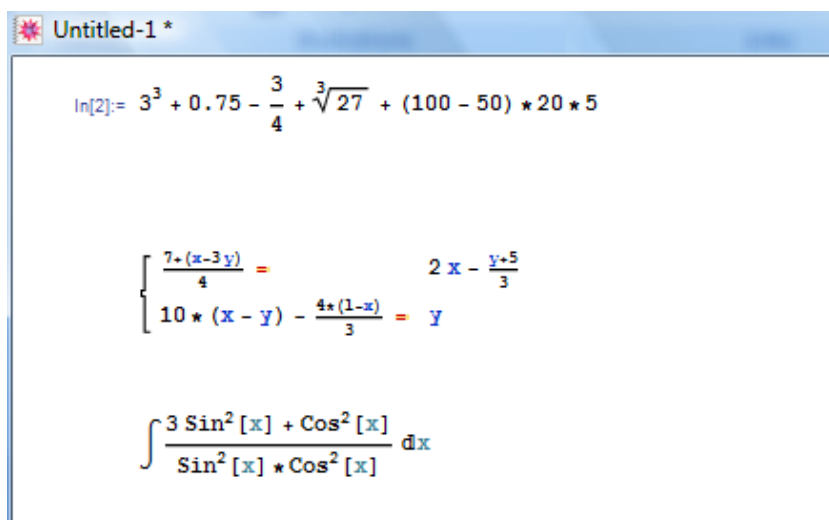 Untitled-1 *
In[2]:= 3³ + 0.75 - 3/4 + ∛27 + (100 - 50) * 20 * 5
{ 7+(x-3y)/4 = 2 x - y+5/3
10 * (x - y) - 4*(1-x)/3 = y
∫ 3 Sin²[x] + Cos²[x] / Sin²[x] * Cos²[x] ⅆx